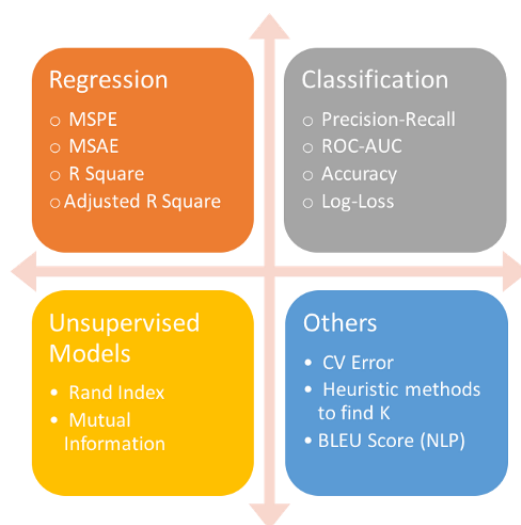 Regression
○ MSPE
○ MSAE
○ R Square
○ Adjusted R Square
Classification
○ Precision-Recall
○ ROC-AUC
○ Accuracy
○ Log-Loss
Unsupervised
Models
• Rand Index
• Mutual
Information
Others
• CV Error
• Heuristic methods
to find K
• BLEU Score (NLP)